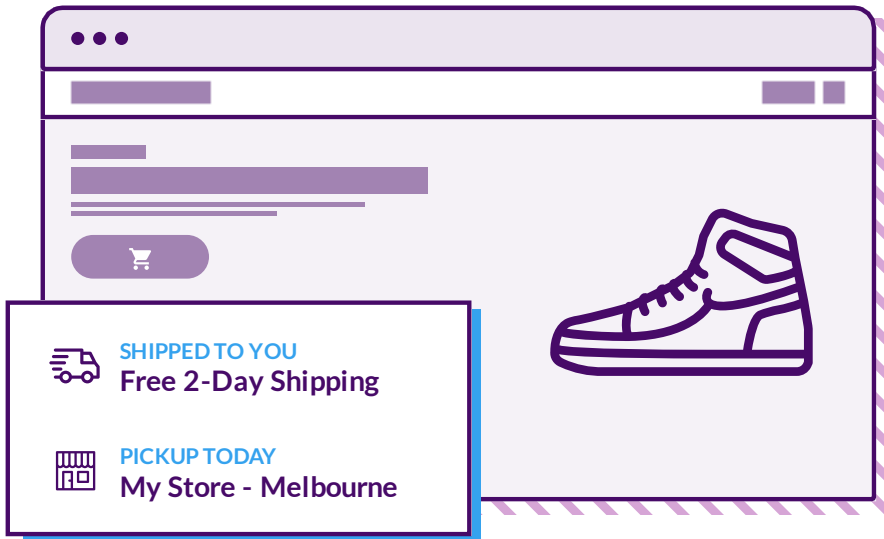 SHIPPED TO YOU
Free 2-Day Shipping
PICKUP TODAY
My Store - Melbourne